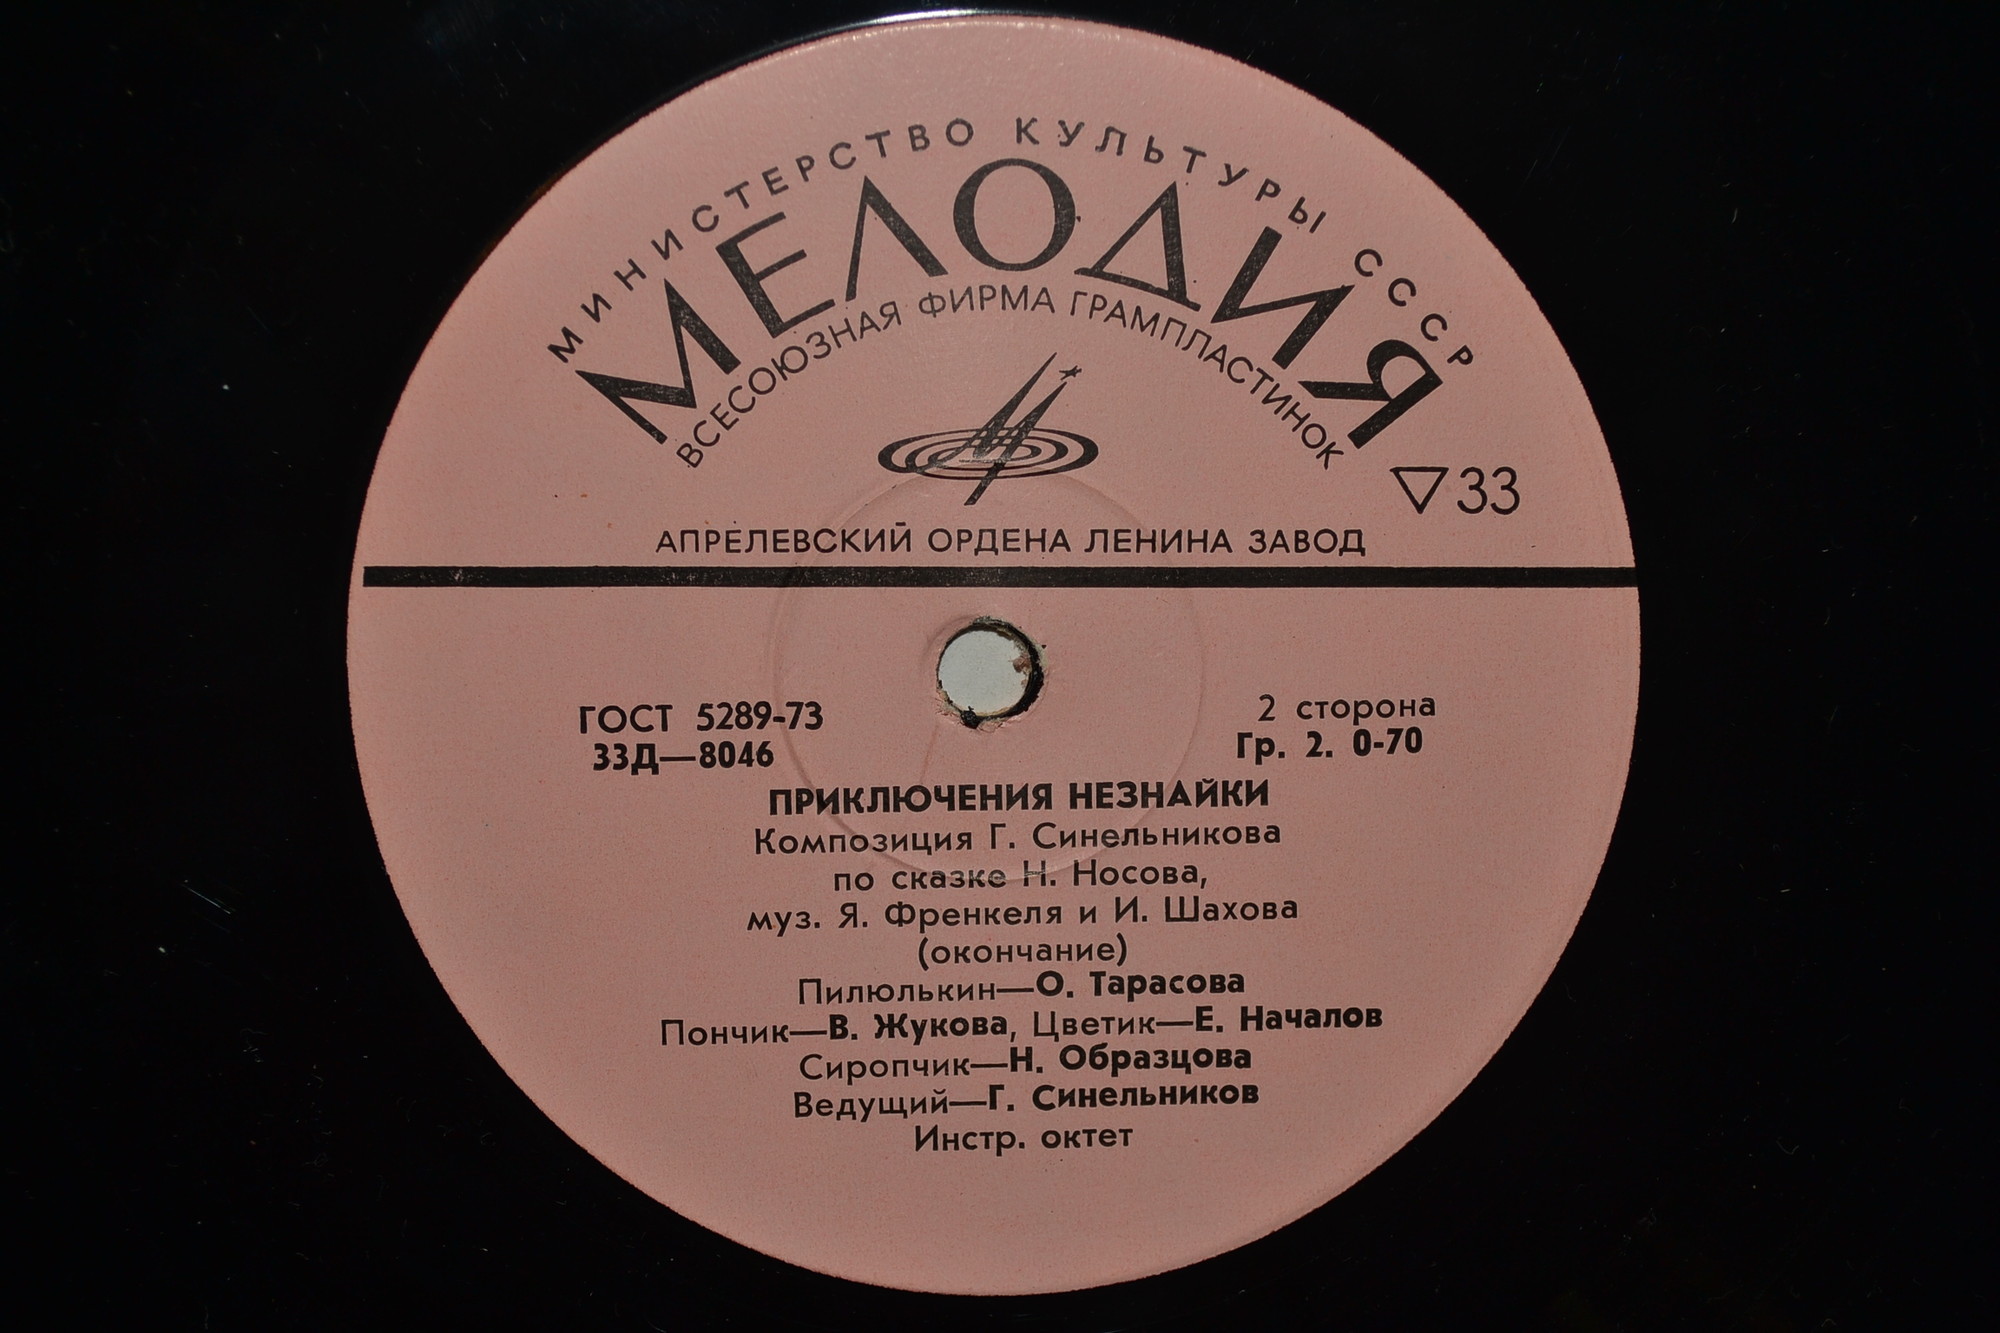 МИНИСТЕРСТВО КУЛЬТУРЫ СССР
МЕЛОДИЯ
ВСЕСОЮЗНАЯ ФИРМА ГРАМПЛАСТИНОК
▽33
АПРЕЛЕВСКИЙ ОРДЕНА ЛЕНИНА ЗАВОД
ГОСТ 5289-73
2 сторона
33Д—8046
Гр. 2. 0-70
ПРИКЛЮЧЕНИЯ НЕЗНАЙКИ
Композиция Г. Синельникова
по сказке Н. Носова,
муз. Я. Френкеля и И. Шахова
(окончание)
Пилюлькин—О. Тарасова
Пончик—В. Жукова, Цветик—Е. Началов
Сиропчик—Н. Образцова
Ведущий—Г. Синельников
Инстр. октет